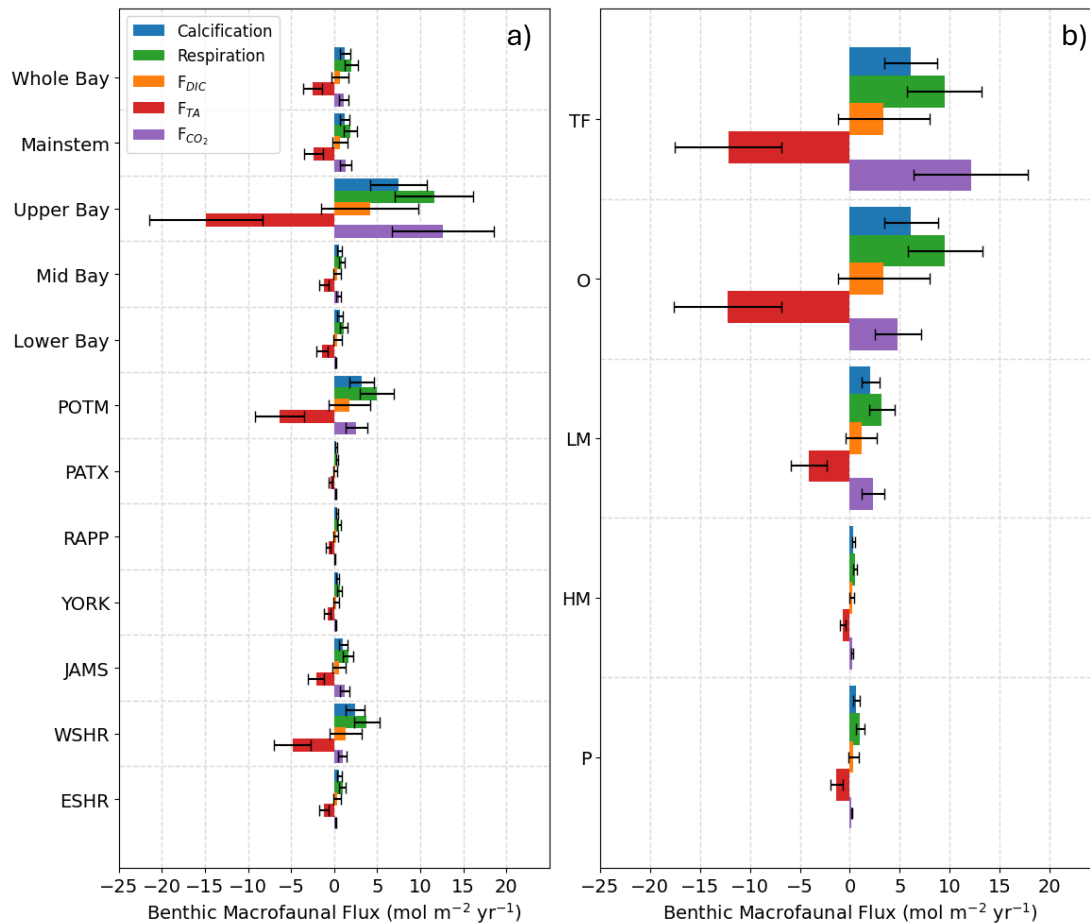 a)
Calcification
Respiration
F_DIC
F_TA
F_CO₂
Whole Bay
Mainstem
Upper Bay
Mid Bay
Lower Bay
POTM
PATX
RAPP
YORK
JAMS
WSHR
ESHR
−25 −20 −15 −10 −5 0 5 10 15 20
Benthic Macrofaunal Flux (mol m⁻² yr⁻¹)
b)
TF
O
LM
HM
P
−25 −20 −15 −10 −5 0 5 10 15 20
Benthic Macrofaunal Flux (mol m⁻² yr⁻¹)